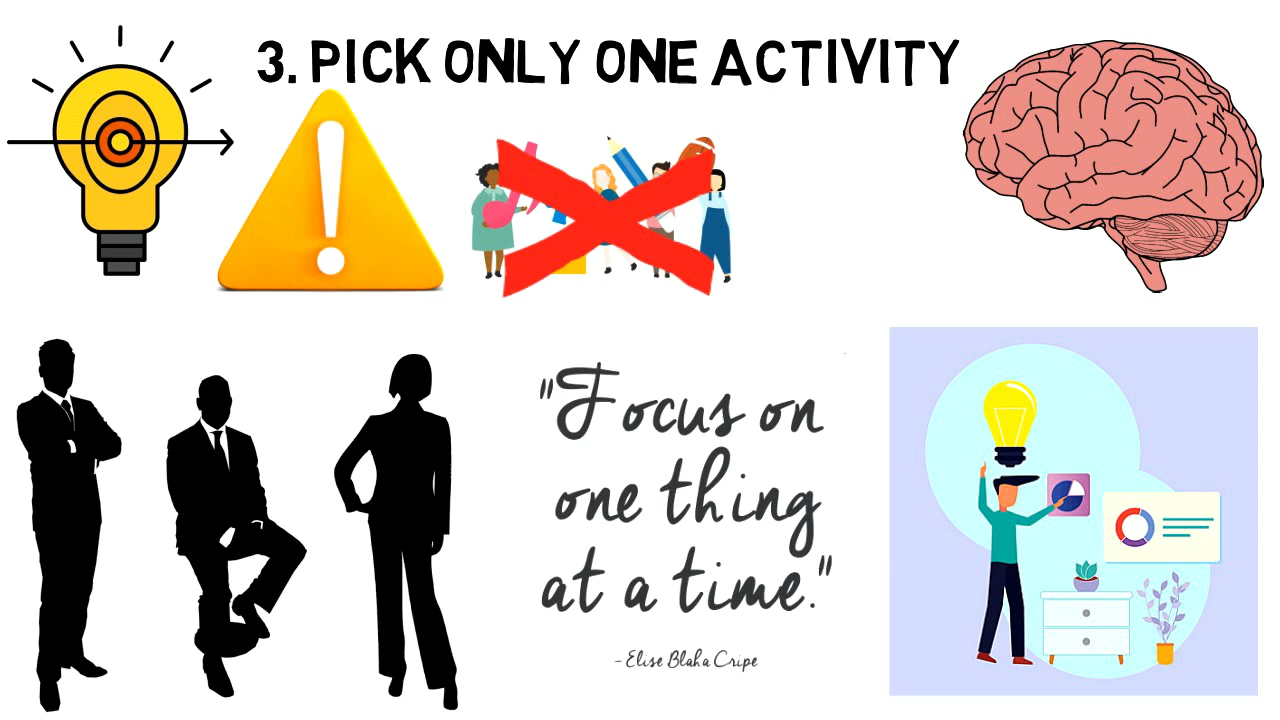 3. PICK ONLY ONE ACTIVITY
"Focus on
one thing
at a time."
- Elise Blaha Cripe